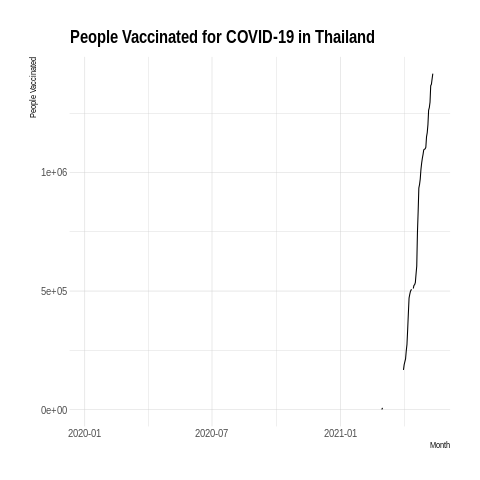 People Vaccinated for COVID-19 in Thailand
People Vaccinated
1e+06
5e+05
0e+00
2020-01 2020-07 2021-01
Month